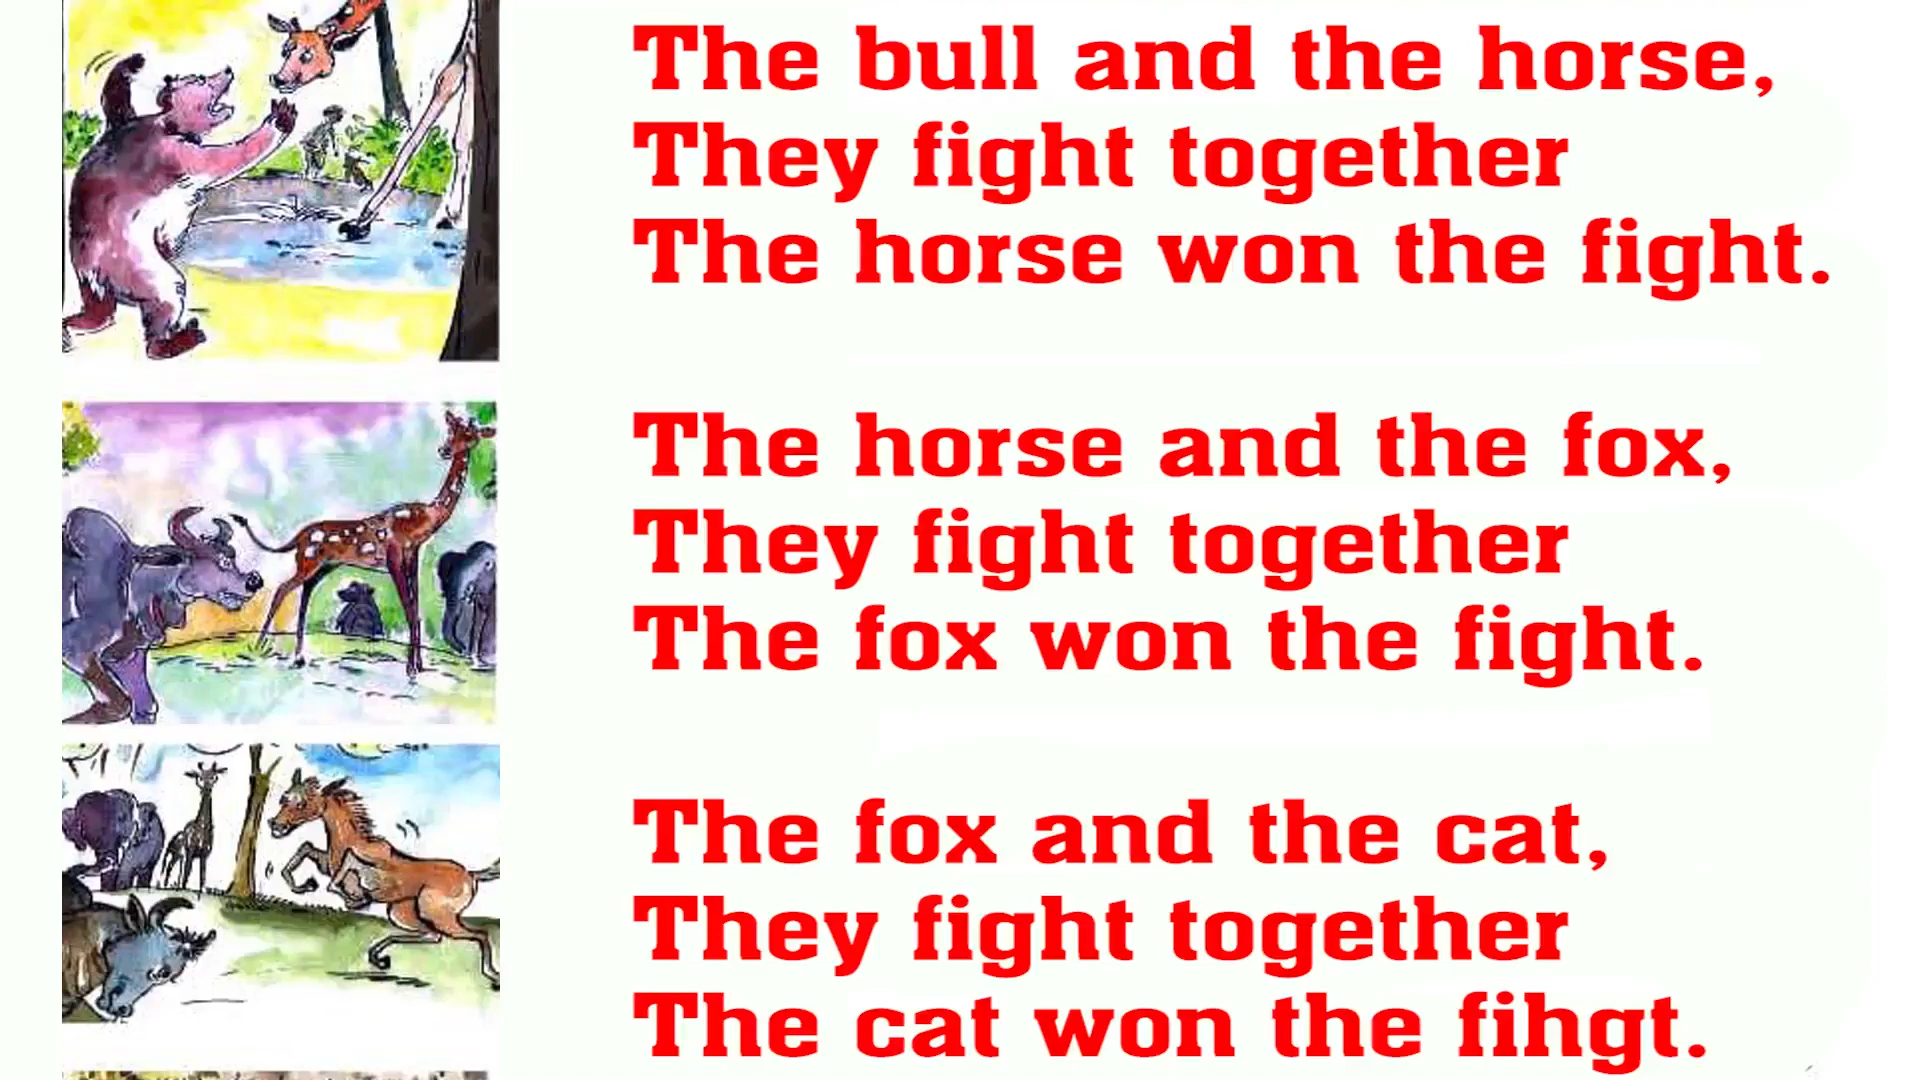 The bull and the horse,
They fight together
The horse won the fight.
The horse and the fox,
They fight together
The fox won the fight.
The fox and the cat,
They fight together
The cat won the fihgt.